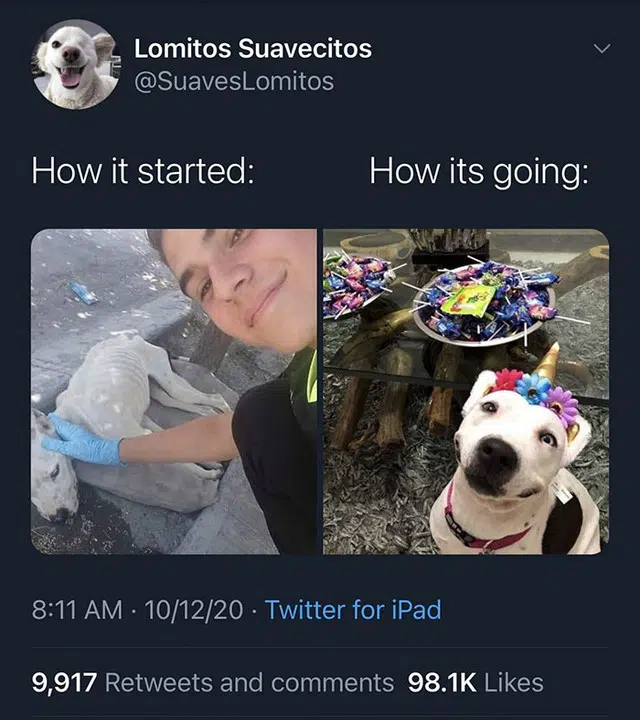 Lomitos Suavecitos
@SuavesLomitos
How it started: How its going:
8:11 AM · 10/12/20 · Twitter for iPad
9,917 Retweets and comments 98.1K Likes